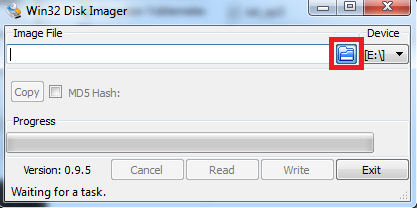 Win32 Disk Imager
Image File Device
[E:\]
Copy MD5 Hash:
Progress
Version: 0.9.5 Cancel Read Write Exit
Waiting for a task.